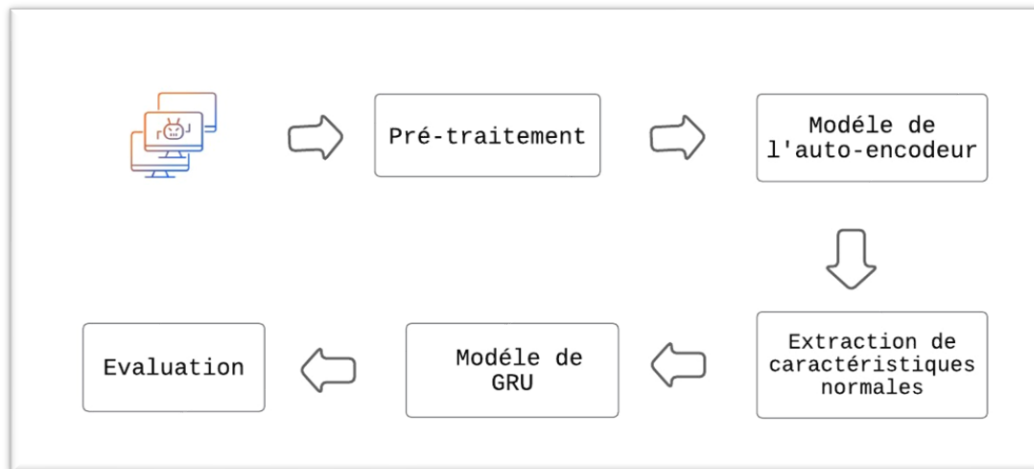 Pré-traitement
Modéle de
l'auto-encodeur
Extraction de
caractéristiques
normales
Modéle de
GRU
Evaluation